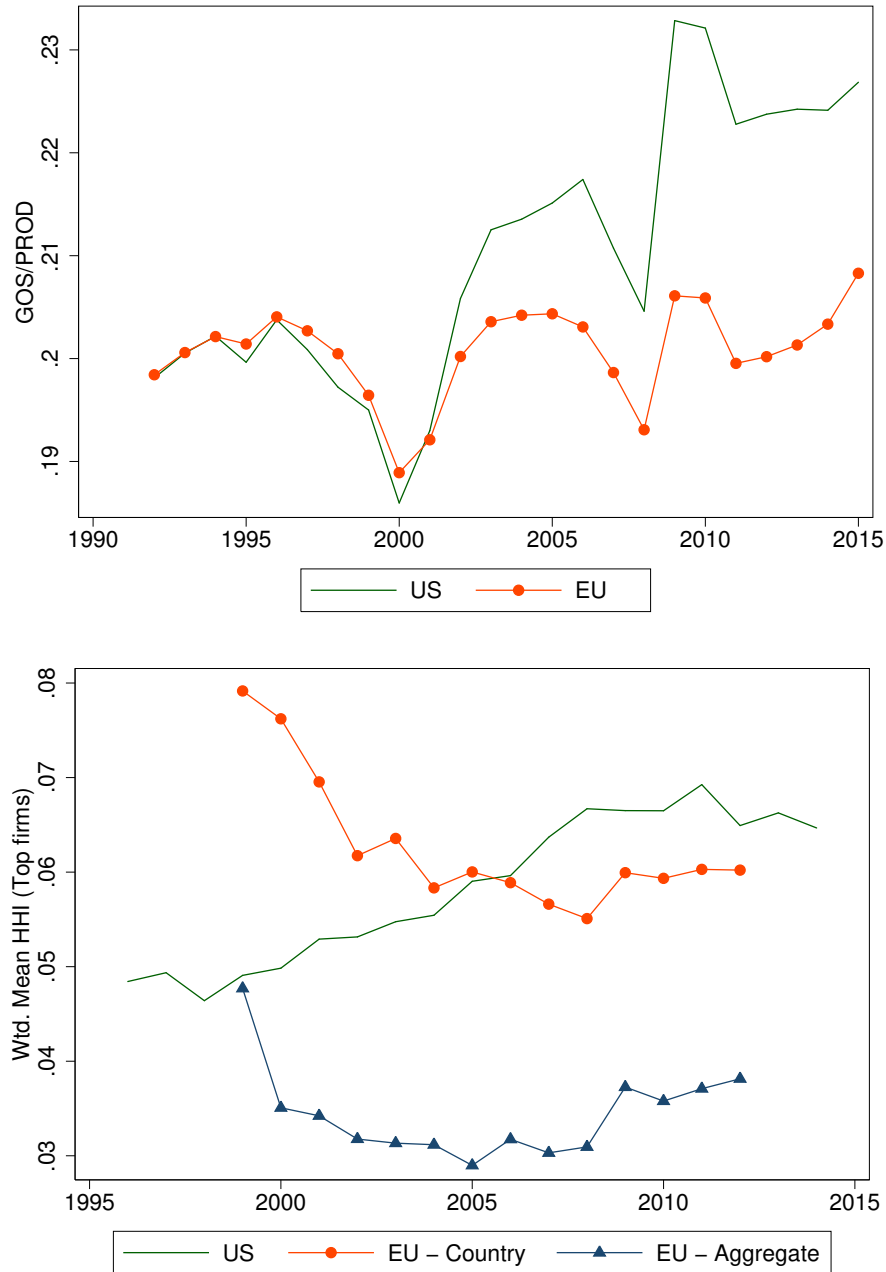 GOS/PROD
.23
.22
.21
.2
.19
1990 1995 2000 2005 2010 2015
US EU
Wtd. Mean HHI (Top firms)
.08
.07
.06
.05
.04
.03
1995 2000 2005 2010 2015
US EU − Country EU − Aggregate